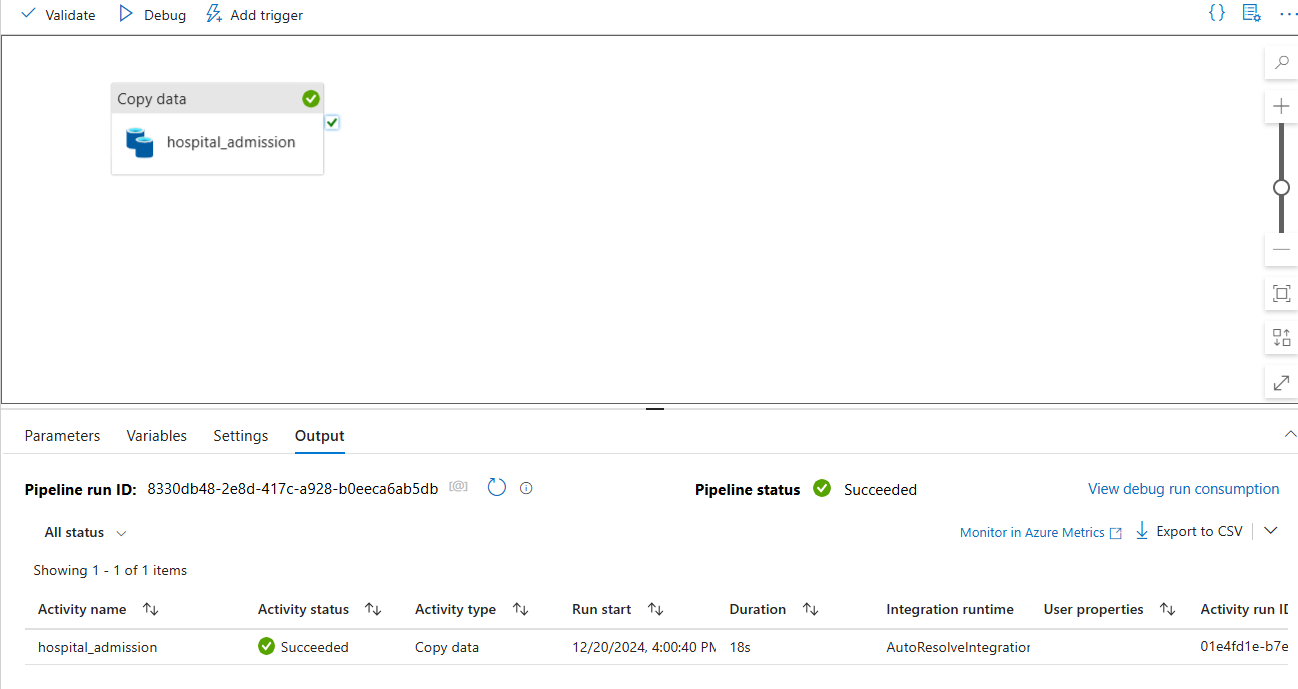 Validate Debug Add trigger
Copy data
hospital_admission
Parameters Variables Settings Output
Pipeline run ID: 8330db48-2e8d-417c-a928-b0eeca6ab5db Pipeline status Succeeded View debug run consumption
All status Monitor in Azure Metrics Export to CSV
Showing 1 - 1 of 1 items
Activity name Activity status Activity type Run start Duration Integration runtime User properties Activity run ID
hospital_admission Succeeded Copy data 12/20/2024, 4:00:40 PM 18s AutoResolveIntegration 01e4fd1e-b7e